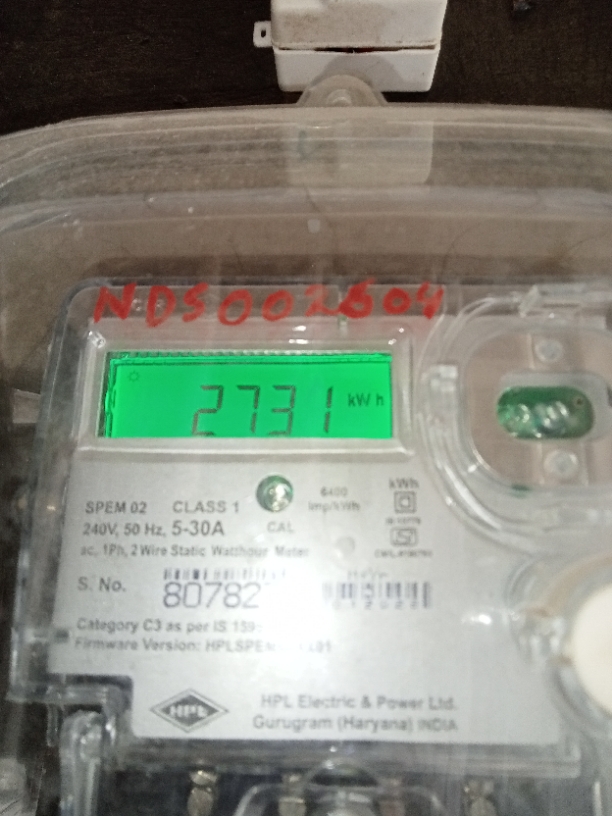 NDS002604
2731 kWh
SPEM 02 CLASS 1
240V, 50 Hz, 5-30A
CAL
6400
Imp/kWh
kWh
ac, 1Ph, 2 Wire Static Watthour Meter
S. No.
Category C3 as per IS
Firmware Version:
HPL
HPL Electric & Power Ltd.
Gurugram (Haryana) INDIA